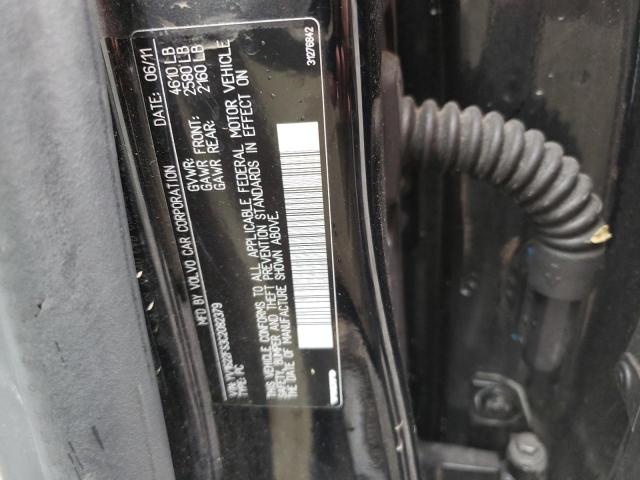 MFD BY VOLVO CAR CORPORATION DATE: 06/11
GVWR: 4610 LB
GAWR FRONT: 2580 LB
GAWR REAR: 2160 LB
TYPE: PC
THIS VEHICLE CONFORMS TO ALL APPLICABLE FEDERAL MOTOR VEHICLE
SAFETY, BUMPER AND THEFT PREVENTION STANDARDS IN EFFECT ON
THE DATE OF MANUFACTURE SHOWN ABOVE.
VOLVO 31276842